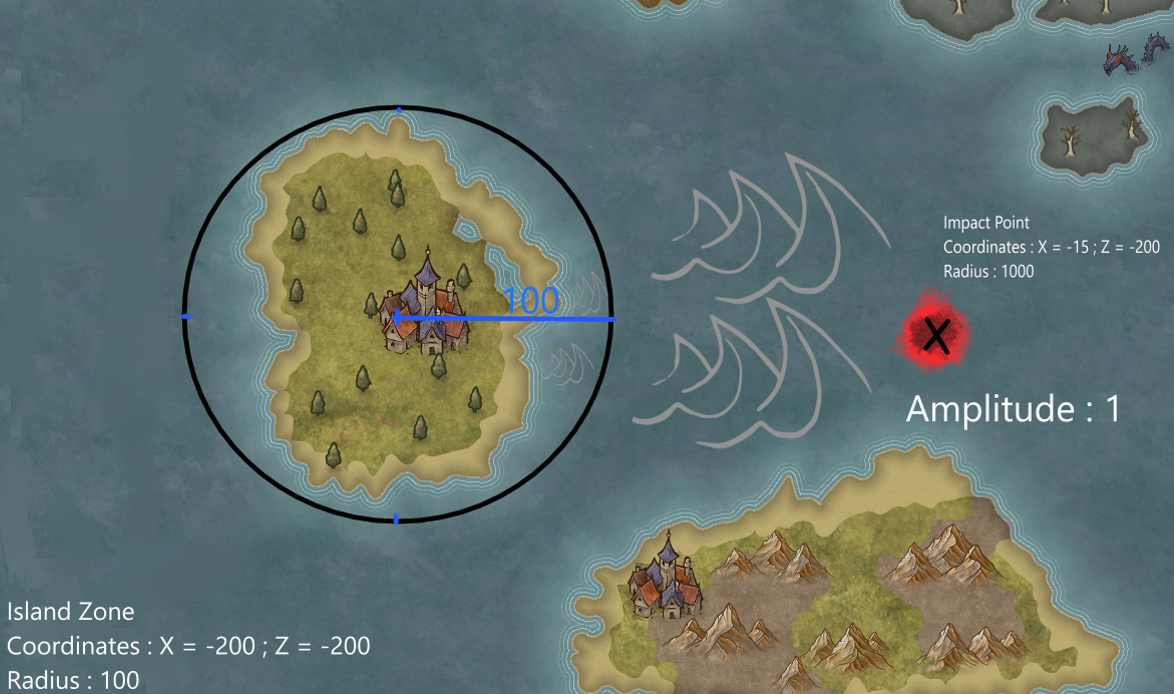 Impact Point
Coordinates : X = -15 ; Z = -200
Radius : 1000
100
X
Amplitude : 1
Island Zone
Coordinates : X = -200 ; Z = -200
Radius : 100